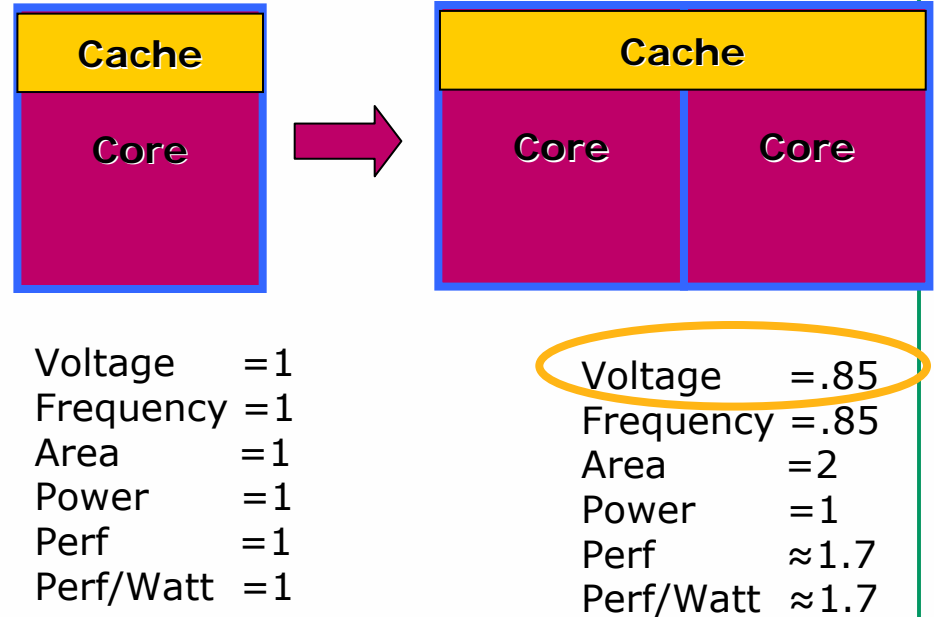 Cache
Core
Cache
Core Core
Voltage =1
Frequency =1
Area =1
Power =1
Perf =1
Perf/Watt =1
Voltage =.85
Frequency =.85
Area =2
Power =1
Perf ≈1.7
Perf/Watt ≈1.7